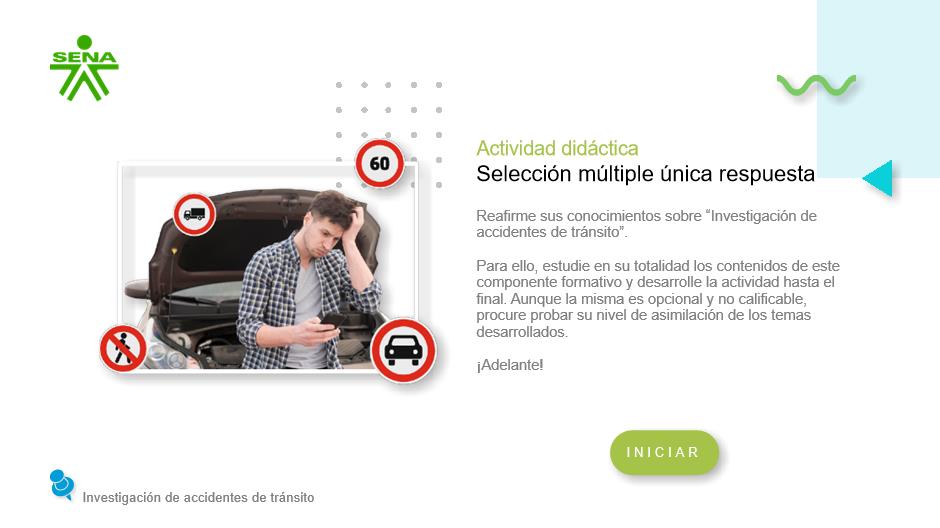 SENA
60
Actividad didáctica
Selección múltiple única respuesta
Reafirme sus conocimientos sobre “Investigación de
accidentes de tránsito”.
Para ello, estudie en su totalidad los contenidos de este
componente formativo y desarrolle la actividad hasta el
final. Aunque la misma es opcional y no calificable,
procure probar su nivel de asimilación de los temas
desarrollados.
¡Adelante!
INICIAR
Investigación de accidentes de tránsito